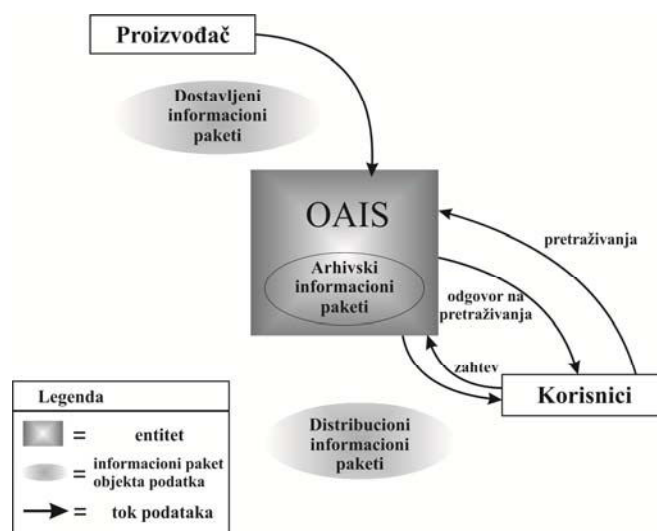 Proizvođač
Dostavljeni
informacioni
paketi
OAIS
Arhivski
informacioni
paketi
pretraživanja
odgovor na
pretraživanja
zahtev
Korisnici
Distribucioni
informacioni
paketi
Legenda
= entitet
= informacioni paket
objekta podatka
= tok podataka